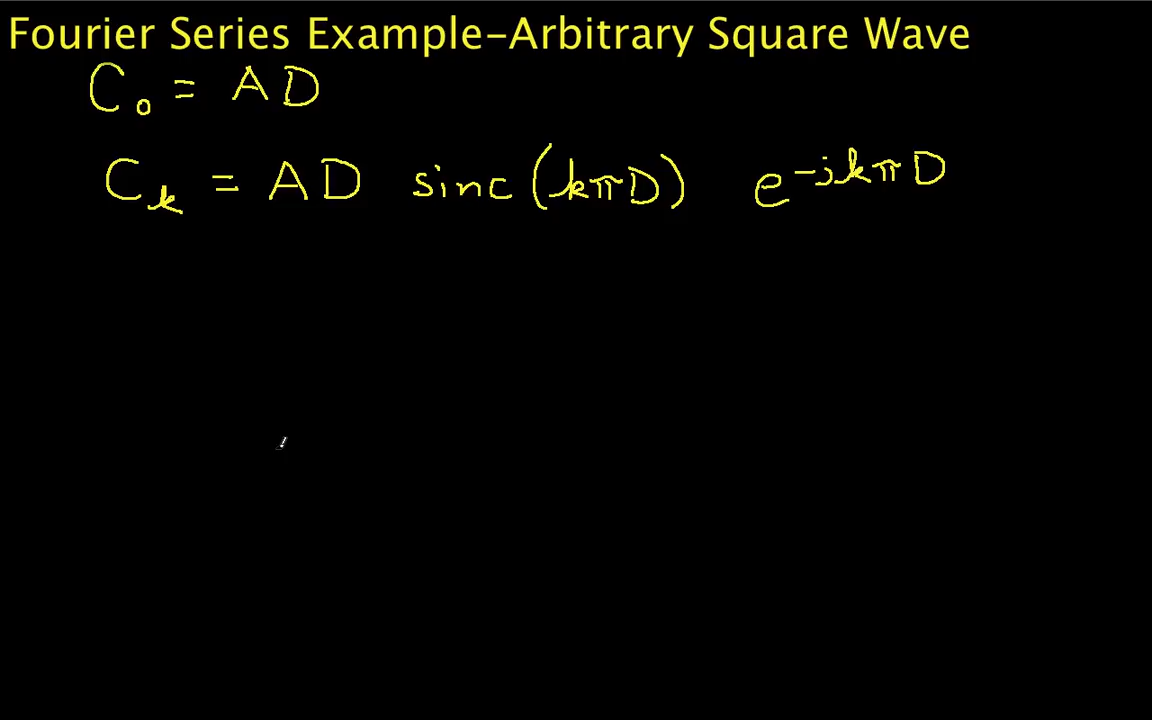 Fourier Series Example-Arbitrary Square Wave
C₀ = AD
Cₖ = AD sinc(kπD) e^{-jkπD}